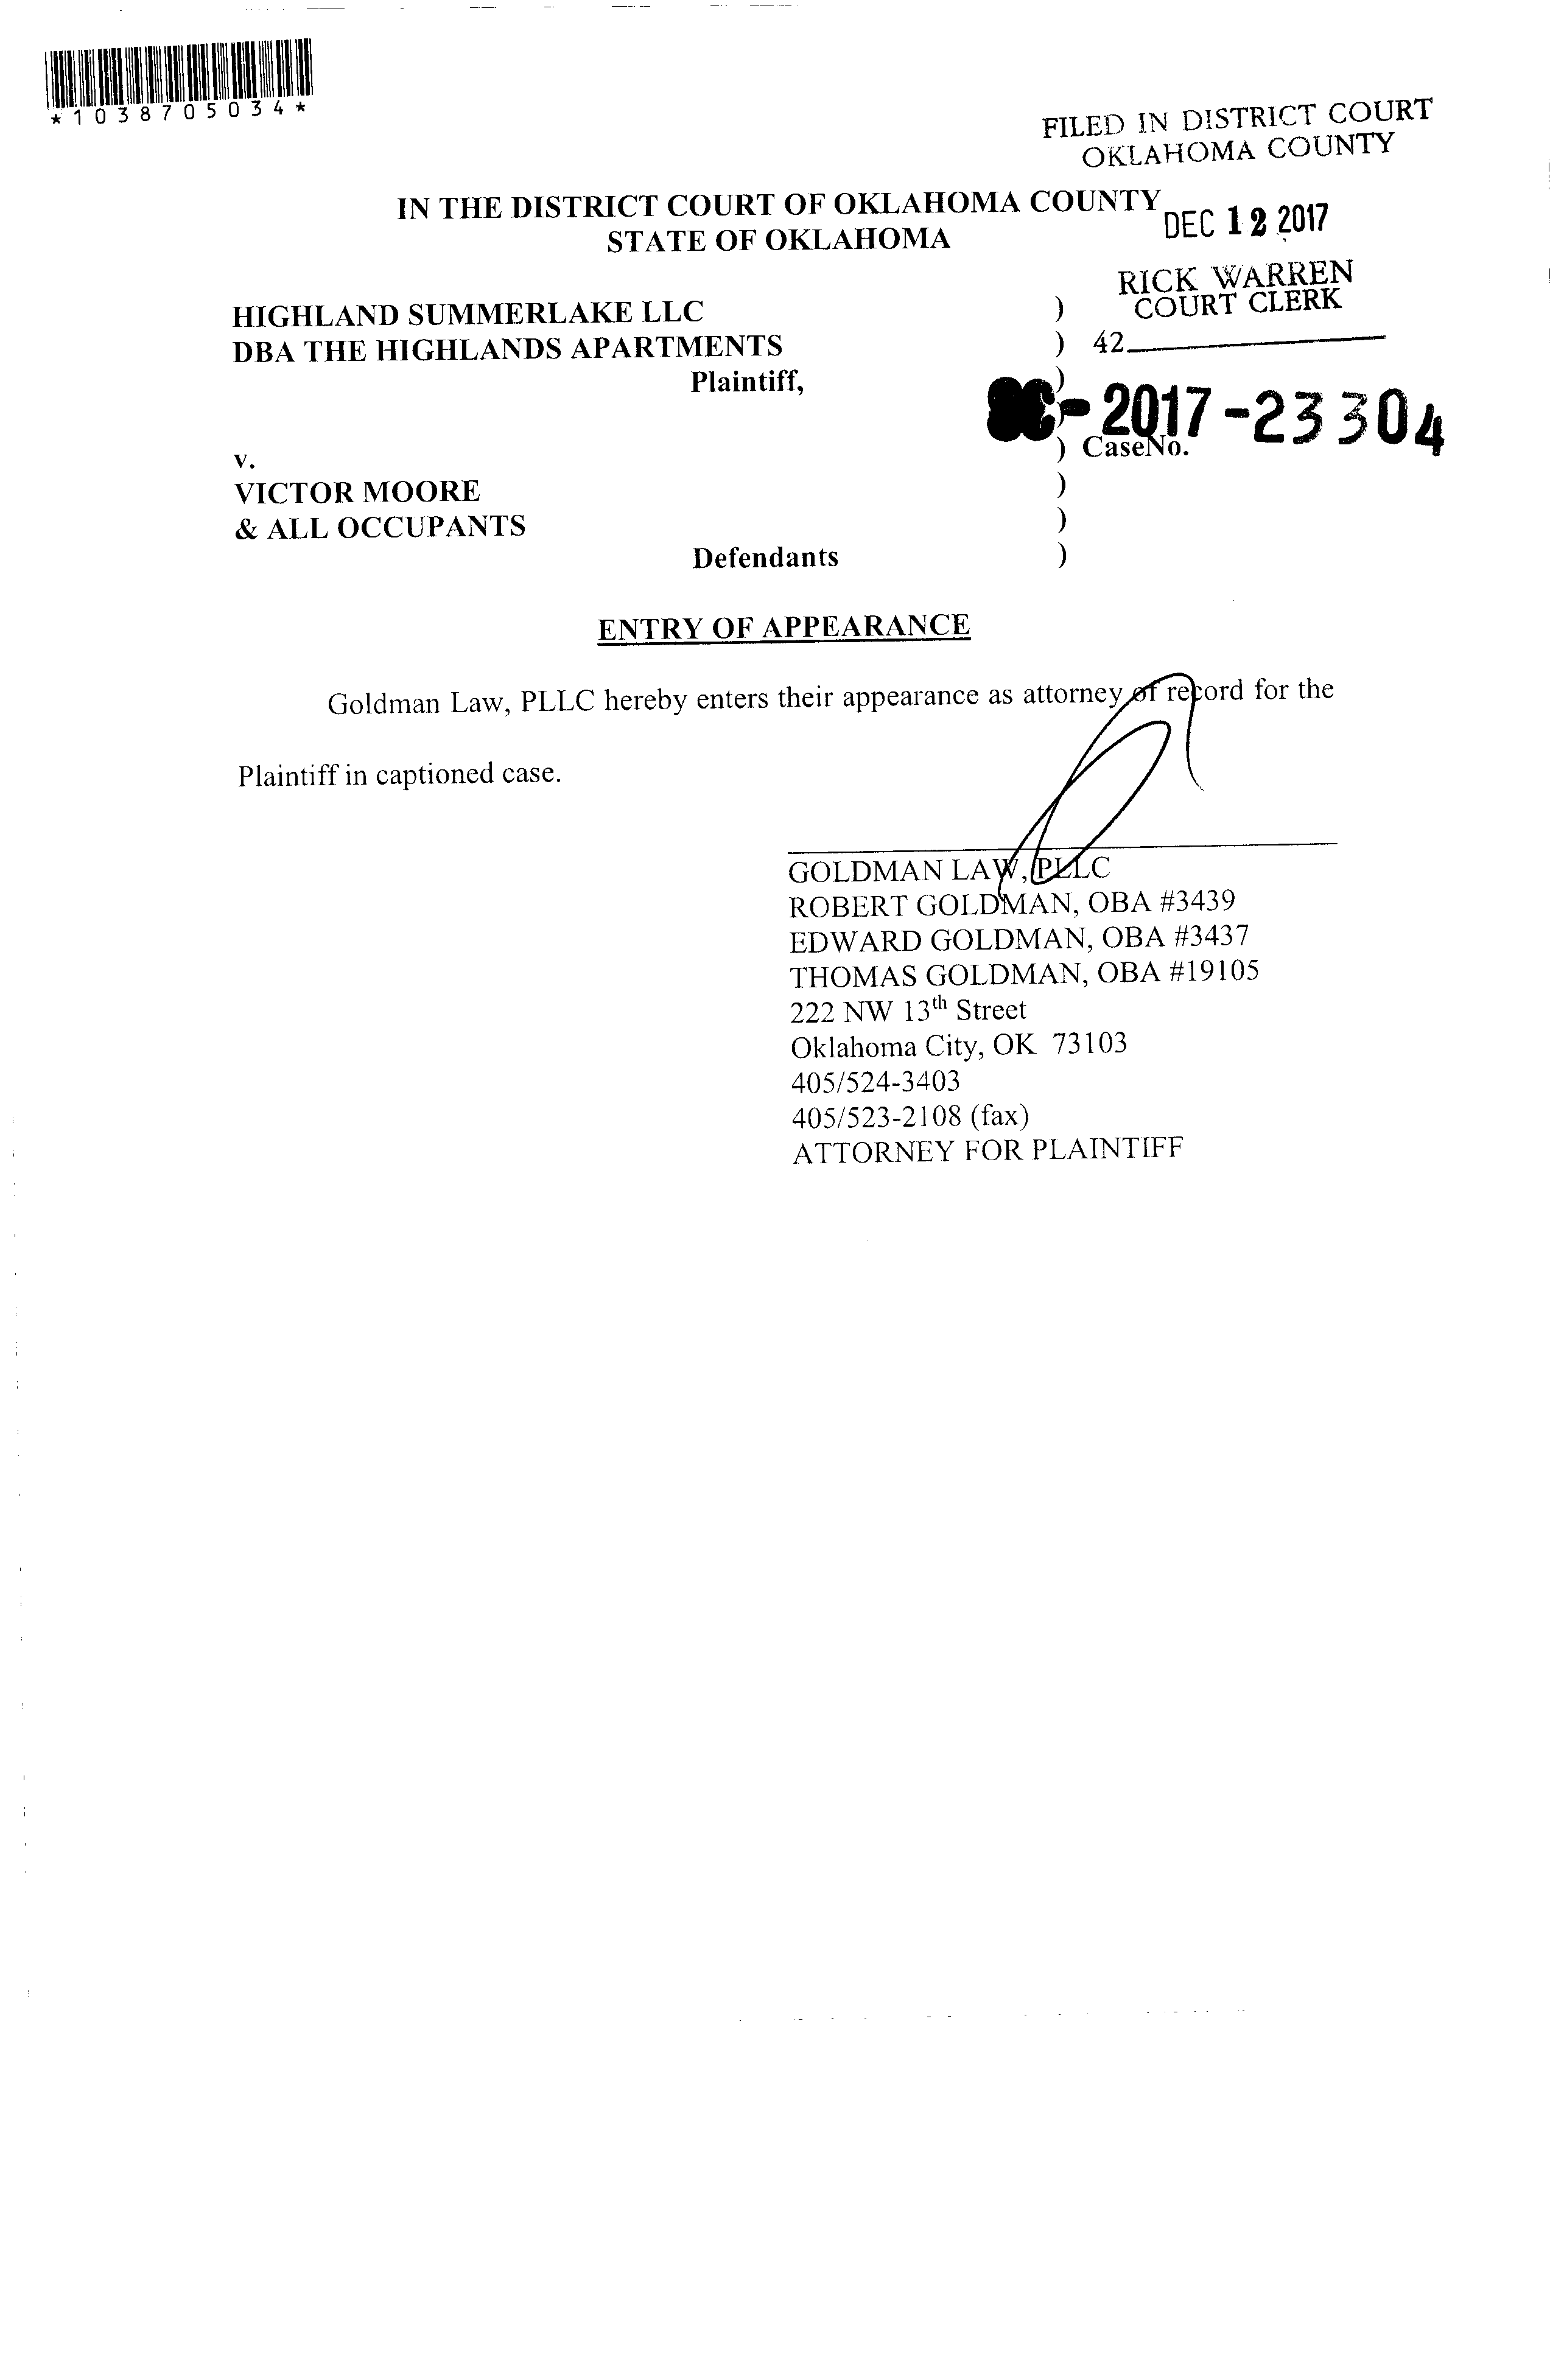 *1038705034*
FILED IN DISTRICT COURT
OKLAHOMA COUNTY
IN THE DISTRICT COURT OF OKLAHOMA COUNTY
STATE OF OKLAHOMA
DEC 12 2017
RICK WARREN
COURT CLERK
42
HIGHLAND SUMMERLAKE LLC )
DBA THE HIGHLANDS APARTMENTS )
Plaintiff, )
SC-2017-23304
) CaseNo.
v.
VICTOR MOORE )
& ALL OCCUPANTS )
Defendants )
ENTRY OF APPEARANCE
Goldman Law, PLLC hereby enters their appearance as attorney of record for the
Plaintiff in captioned case.
GOLDMAN LAW, PLLC
ROBERT GOLDMAN, OBA #3439
EDWARD GOLDMAN, OBA #3437
THOMAS GOLDMAN, OBA #19105
222 NW 13th Street
Oklahoma City, OK 73103
405/524-3403
405/523-2108 (fax)
ATTORNEY FOR PLAINTIFF